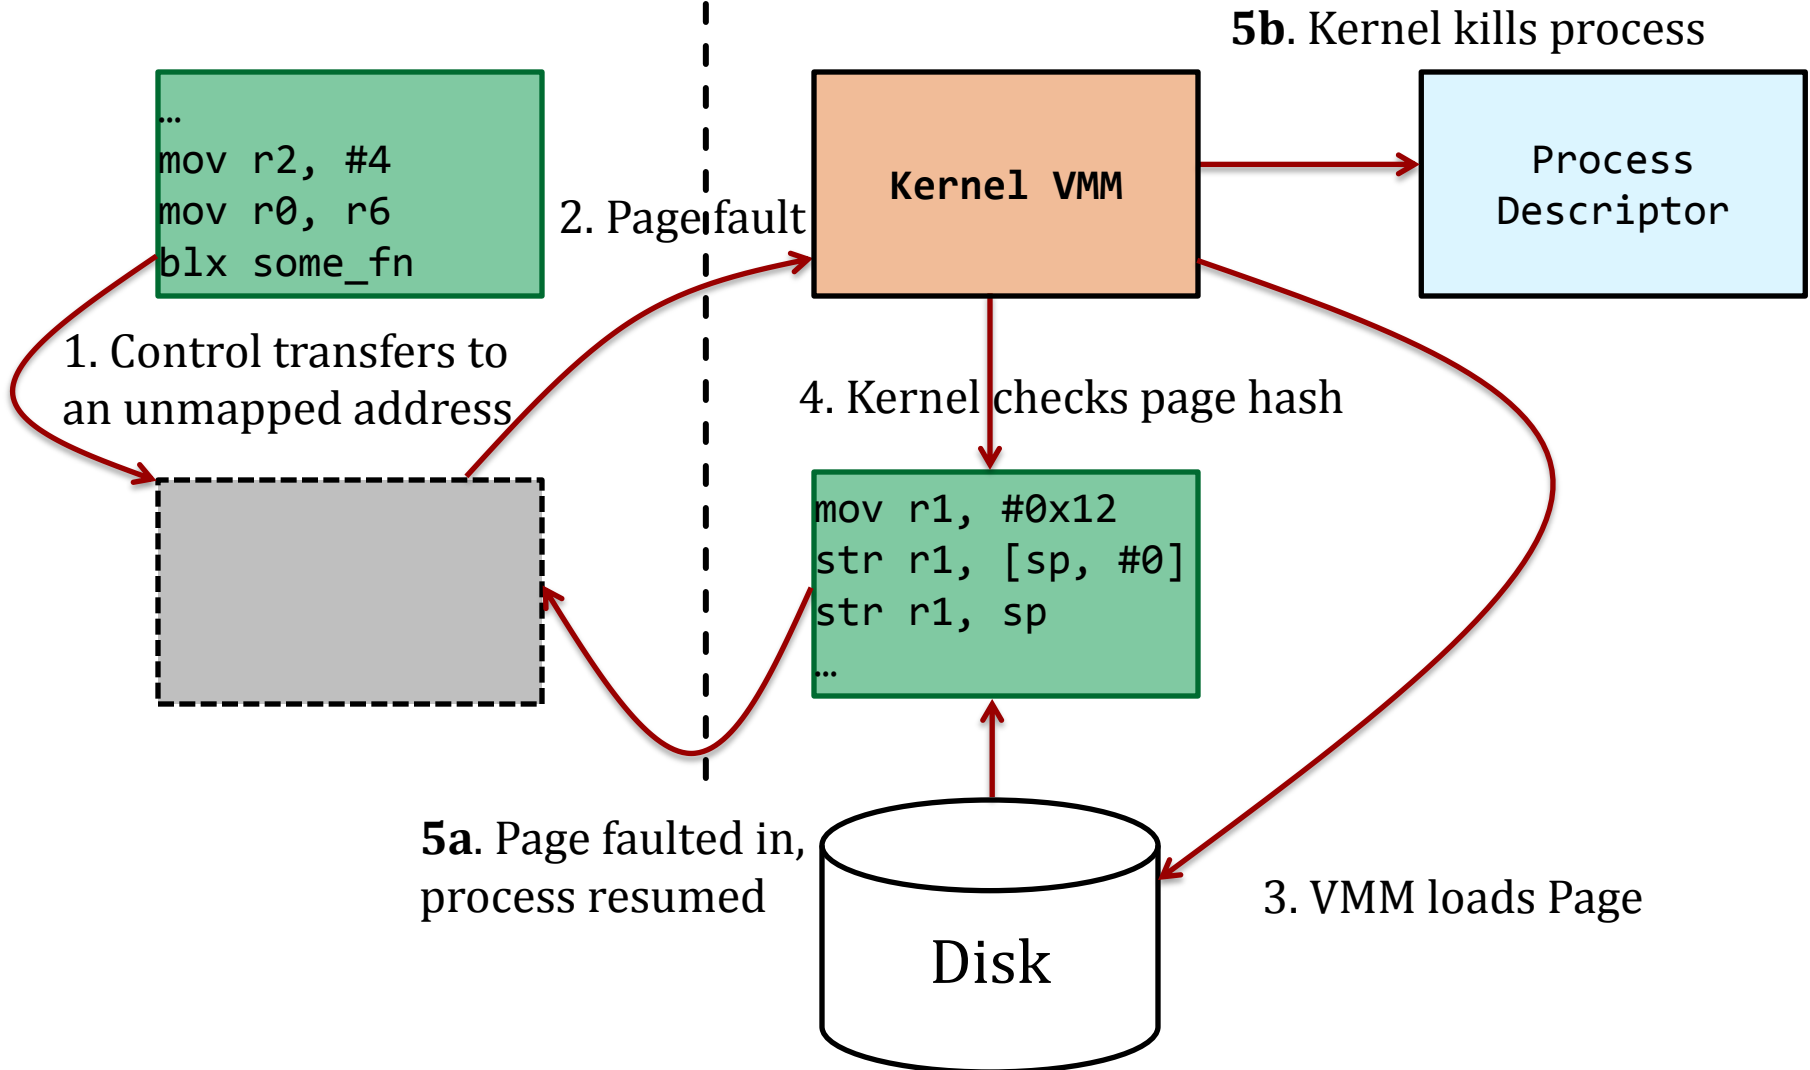 5b. Kernel kills process
…
mov r2, #4
mov r0, r6
blx some_fn
2. Page fault
Kernel VMM
Process
Descriptor
1. Control transfers to
an unmapped address
4. Kernel checks page hash
mov r1, #0x12
str r1, [sp, #0]
str r1, sp
…
5a. Page faulted in,
process resumed
3. VMM loads Page
Disk